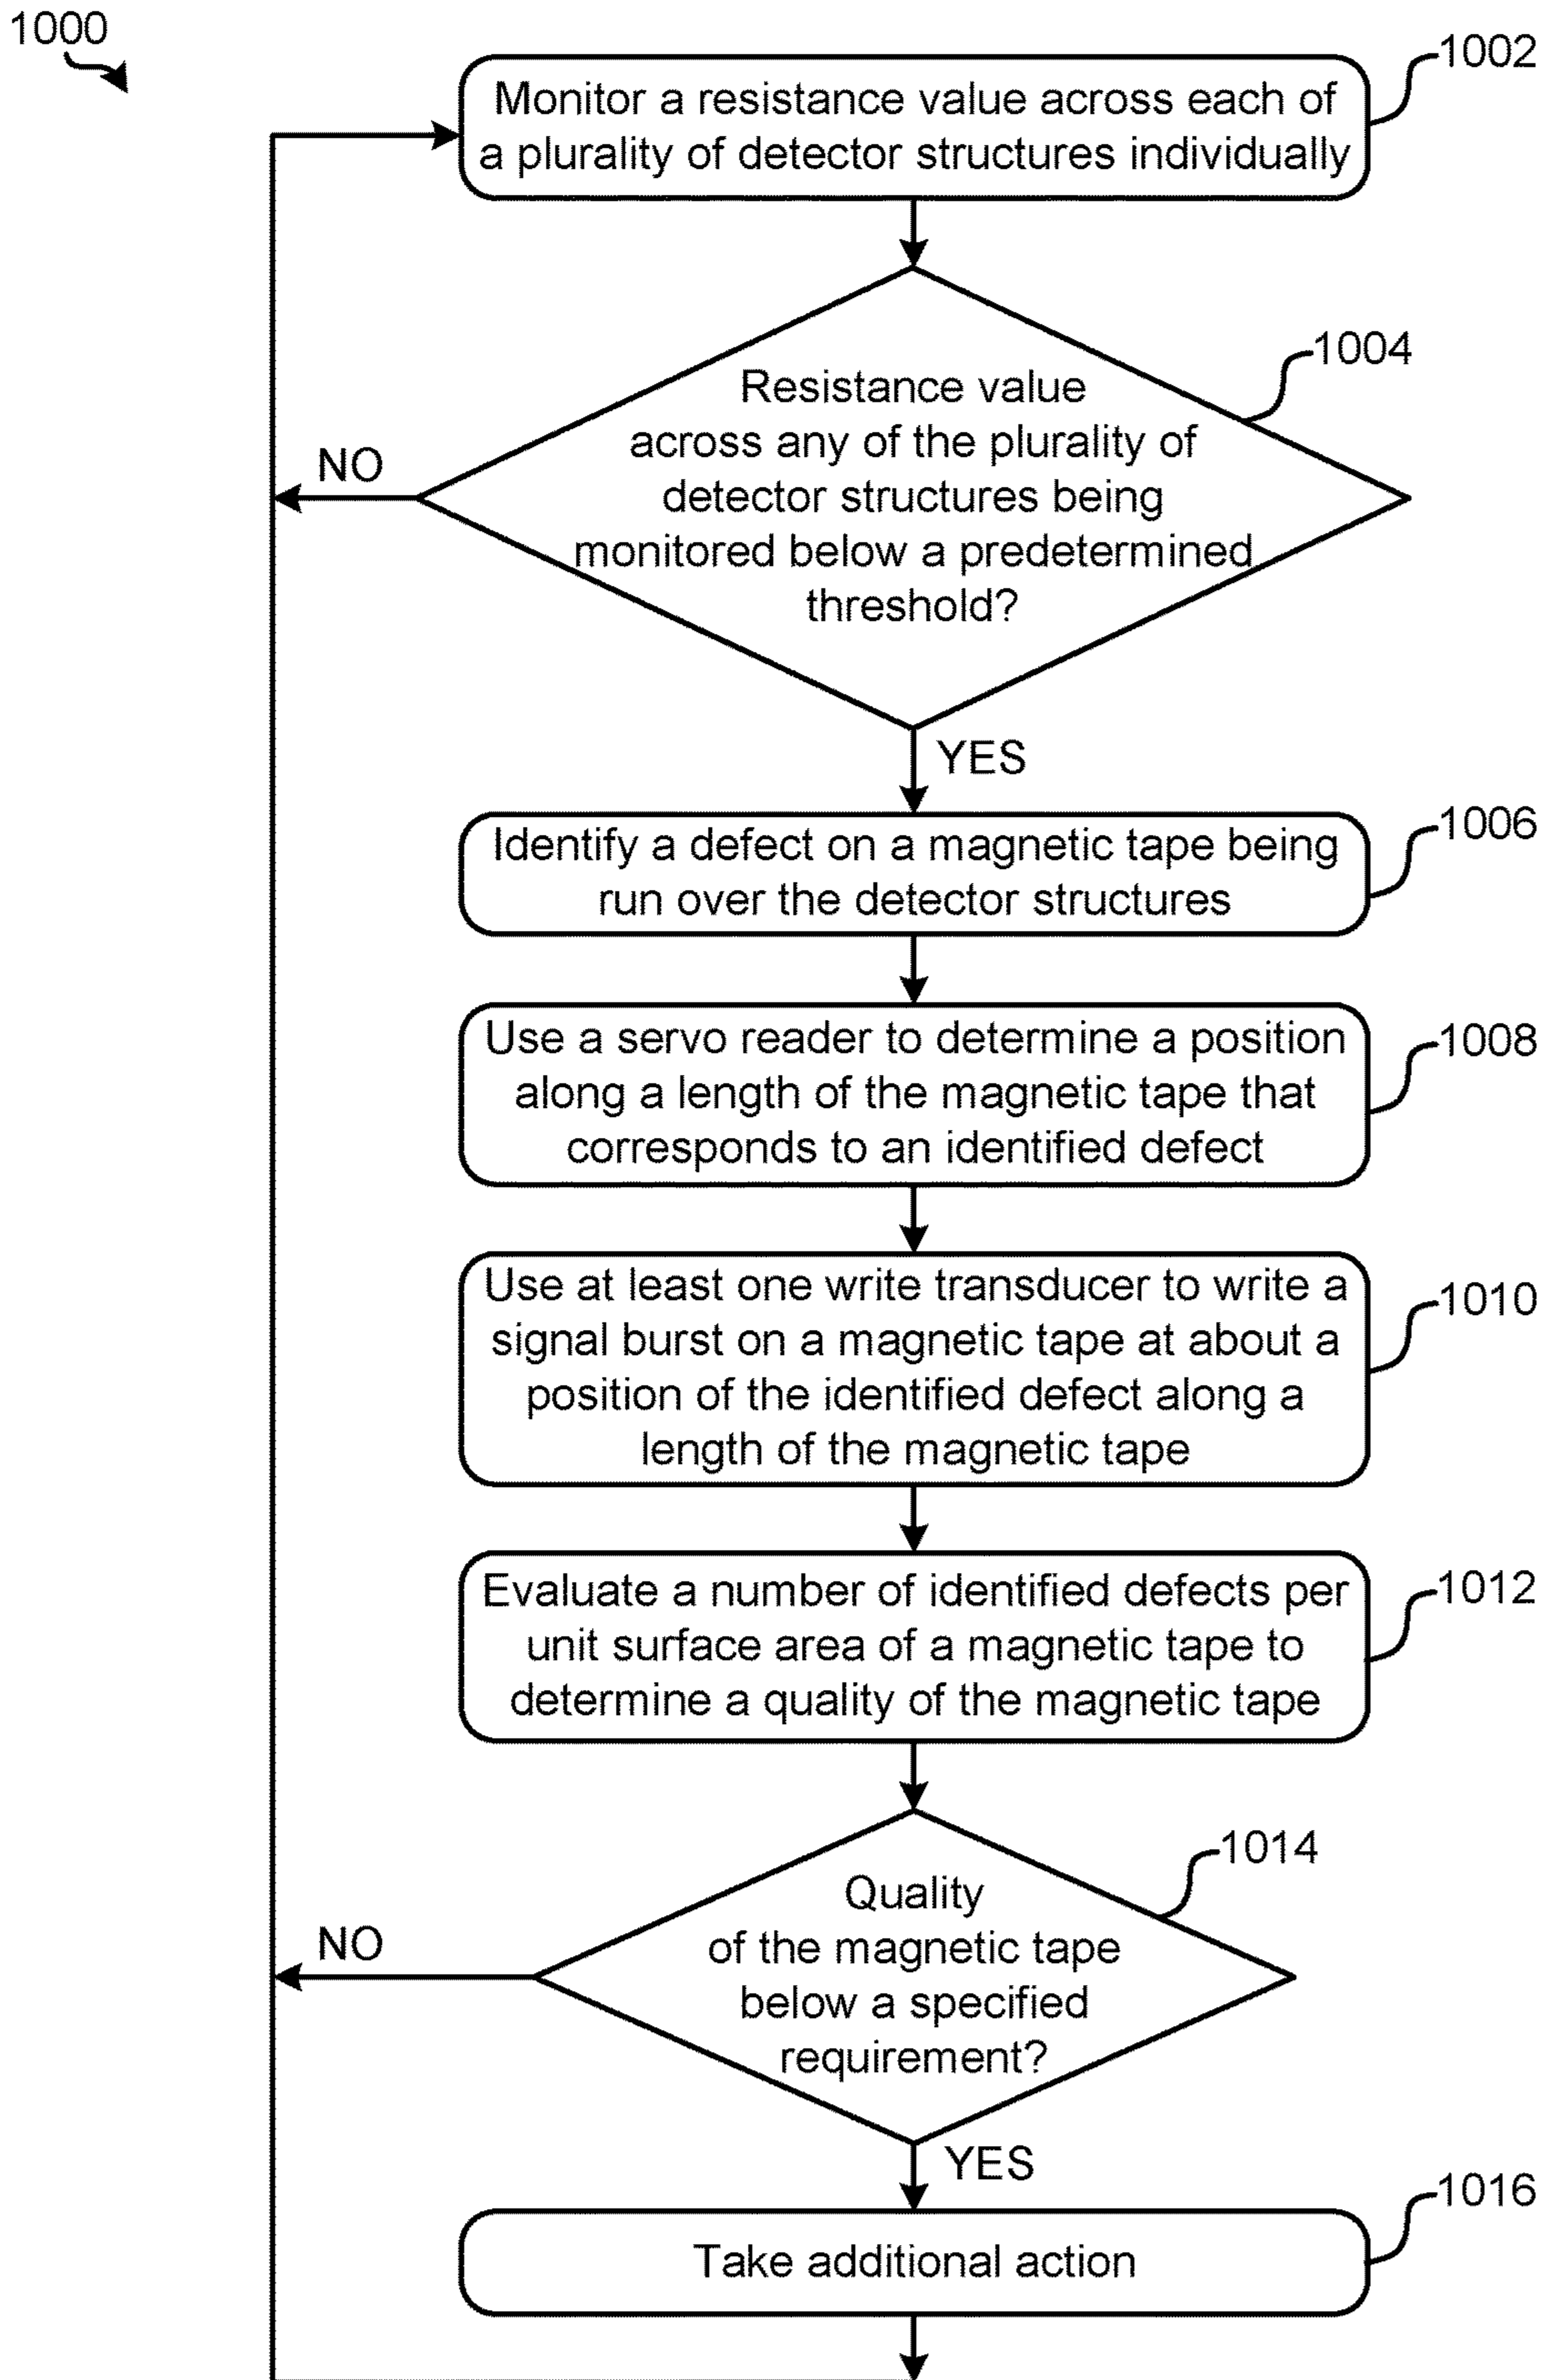 1000
1002
Monitor a resistance value across each of
a plurality of detector structures individually
1004
Resistance value
across any of the plurality of
detector structures being
monitored below a predetermined
threshold?
NO
YES
1006
Identify a defect on a magnetic tape being
run over the detector structures
1008
Use a servo reader to determine a position
along a length of the magnetic tape that
corresponds to an identified defect
1010
Use at least one write transducer to write a
signal burst on a magnetic tape at about a
position of the identified defect along a
length of the magnetic tape
1012
Evaluate a number of identified defects per
unit surface area of a magnetic tape to
determine a quality of the magnetic tape
1014
Quality
of the magnetic tape
below a specified
requirement?
NO
YES
1016
Take additional action